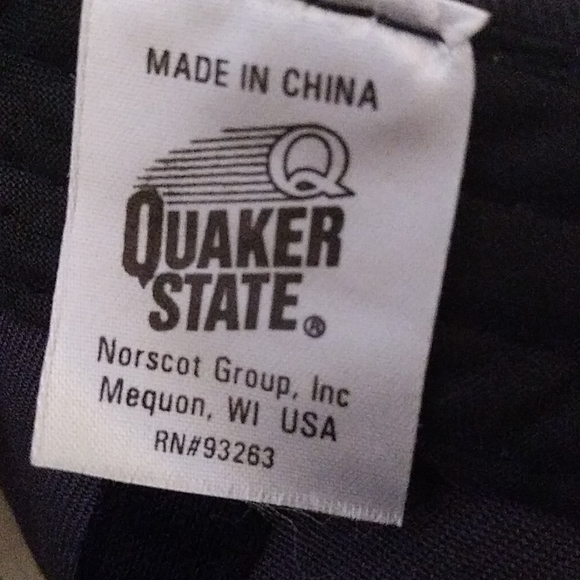 MADE IN CHINA
Q
QUAKER
STATE®
Norscot Group, Inc
Mequon, WI USA
RN#93263